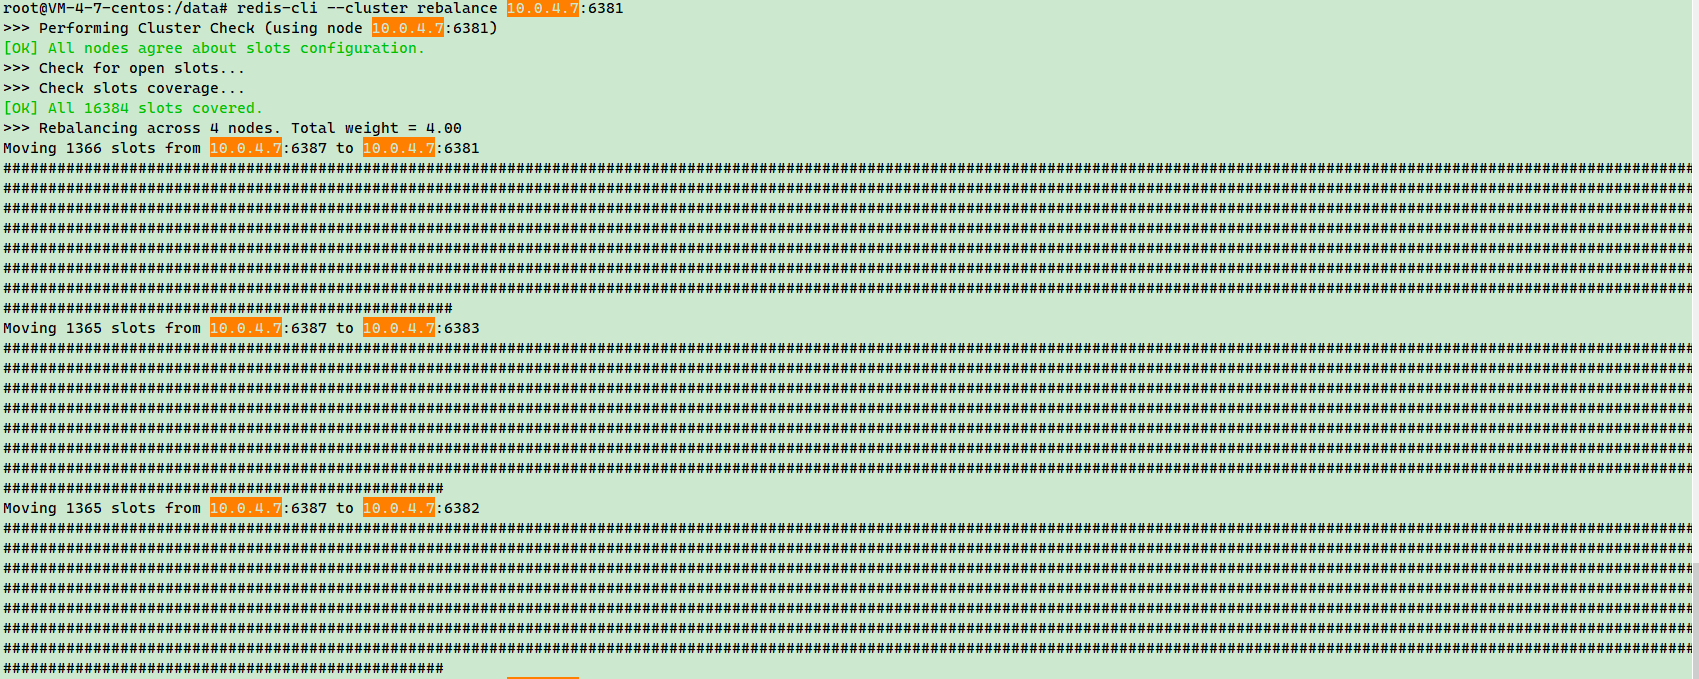 root@VM-4-7-centos:/data# redis-cli --cluster rebalance 10.0.4.7:6381
>>> Performing Cluster Check (using node 10.0.4.7:6381)
[OK] All nodes agree about slots configuration.
>>> Check for open slots...
>>> Check slots coverage...
[OK] All 16384 slots covered.
>>> Rebalancing across 4 nodes. Total weight = 4.00
Moving 1366 slots from 10.0.4.7:6387 to 10.0.4.7:6381
############################################################################################################################################################################################
############################################################################################################################################################################################
############################################################################################################################################################################################
############################################################################################################################################################################################
############################################################################################################################################################################################
############################################################################################################################################################################################
############################################################################################################################################################################################
##################################################
Moving 1365 slots from 10.0.4.7:6387 to 10.0.4.7:6383
############################################################################################################################################################################################
############################################################################################################################################################################################
############################################################################################################################################################################################
############################################################################################################################################################################################
############################################################################################################################################################################################
############################################################################################################################################################################################
############################################################################################################################################################################################
#################################################
Moving 1365 slots from 10.0.4.7:6387 to 10.0.4.7:6382
############################################################################################################################################################################################
############################################################################################################################################################################################
############################################################################################################################################################################################
############################################################################################################################################################################################
############################################################################################################################################################################################
############################################################################################################################################################################################
############################################################################################################################################################################################
#################################################